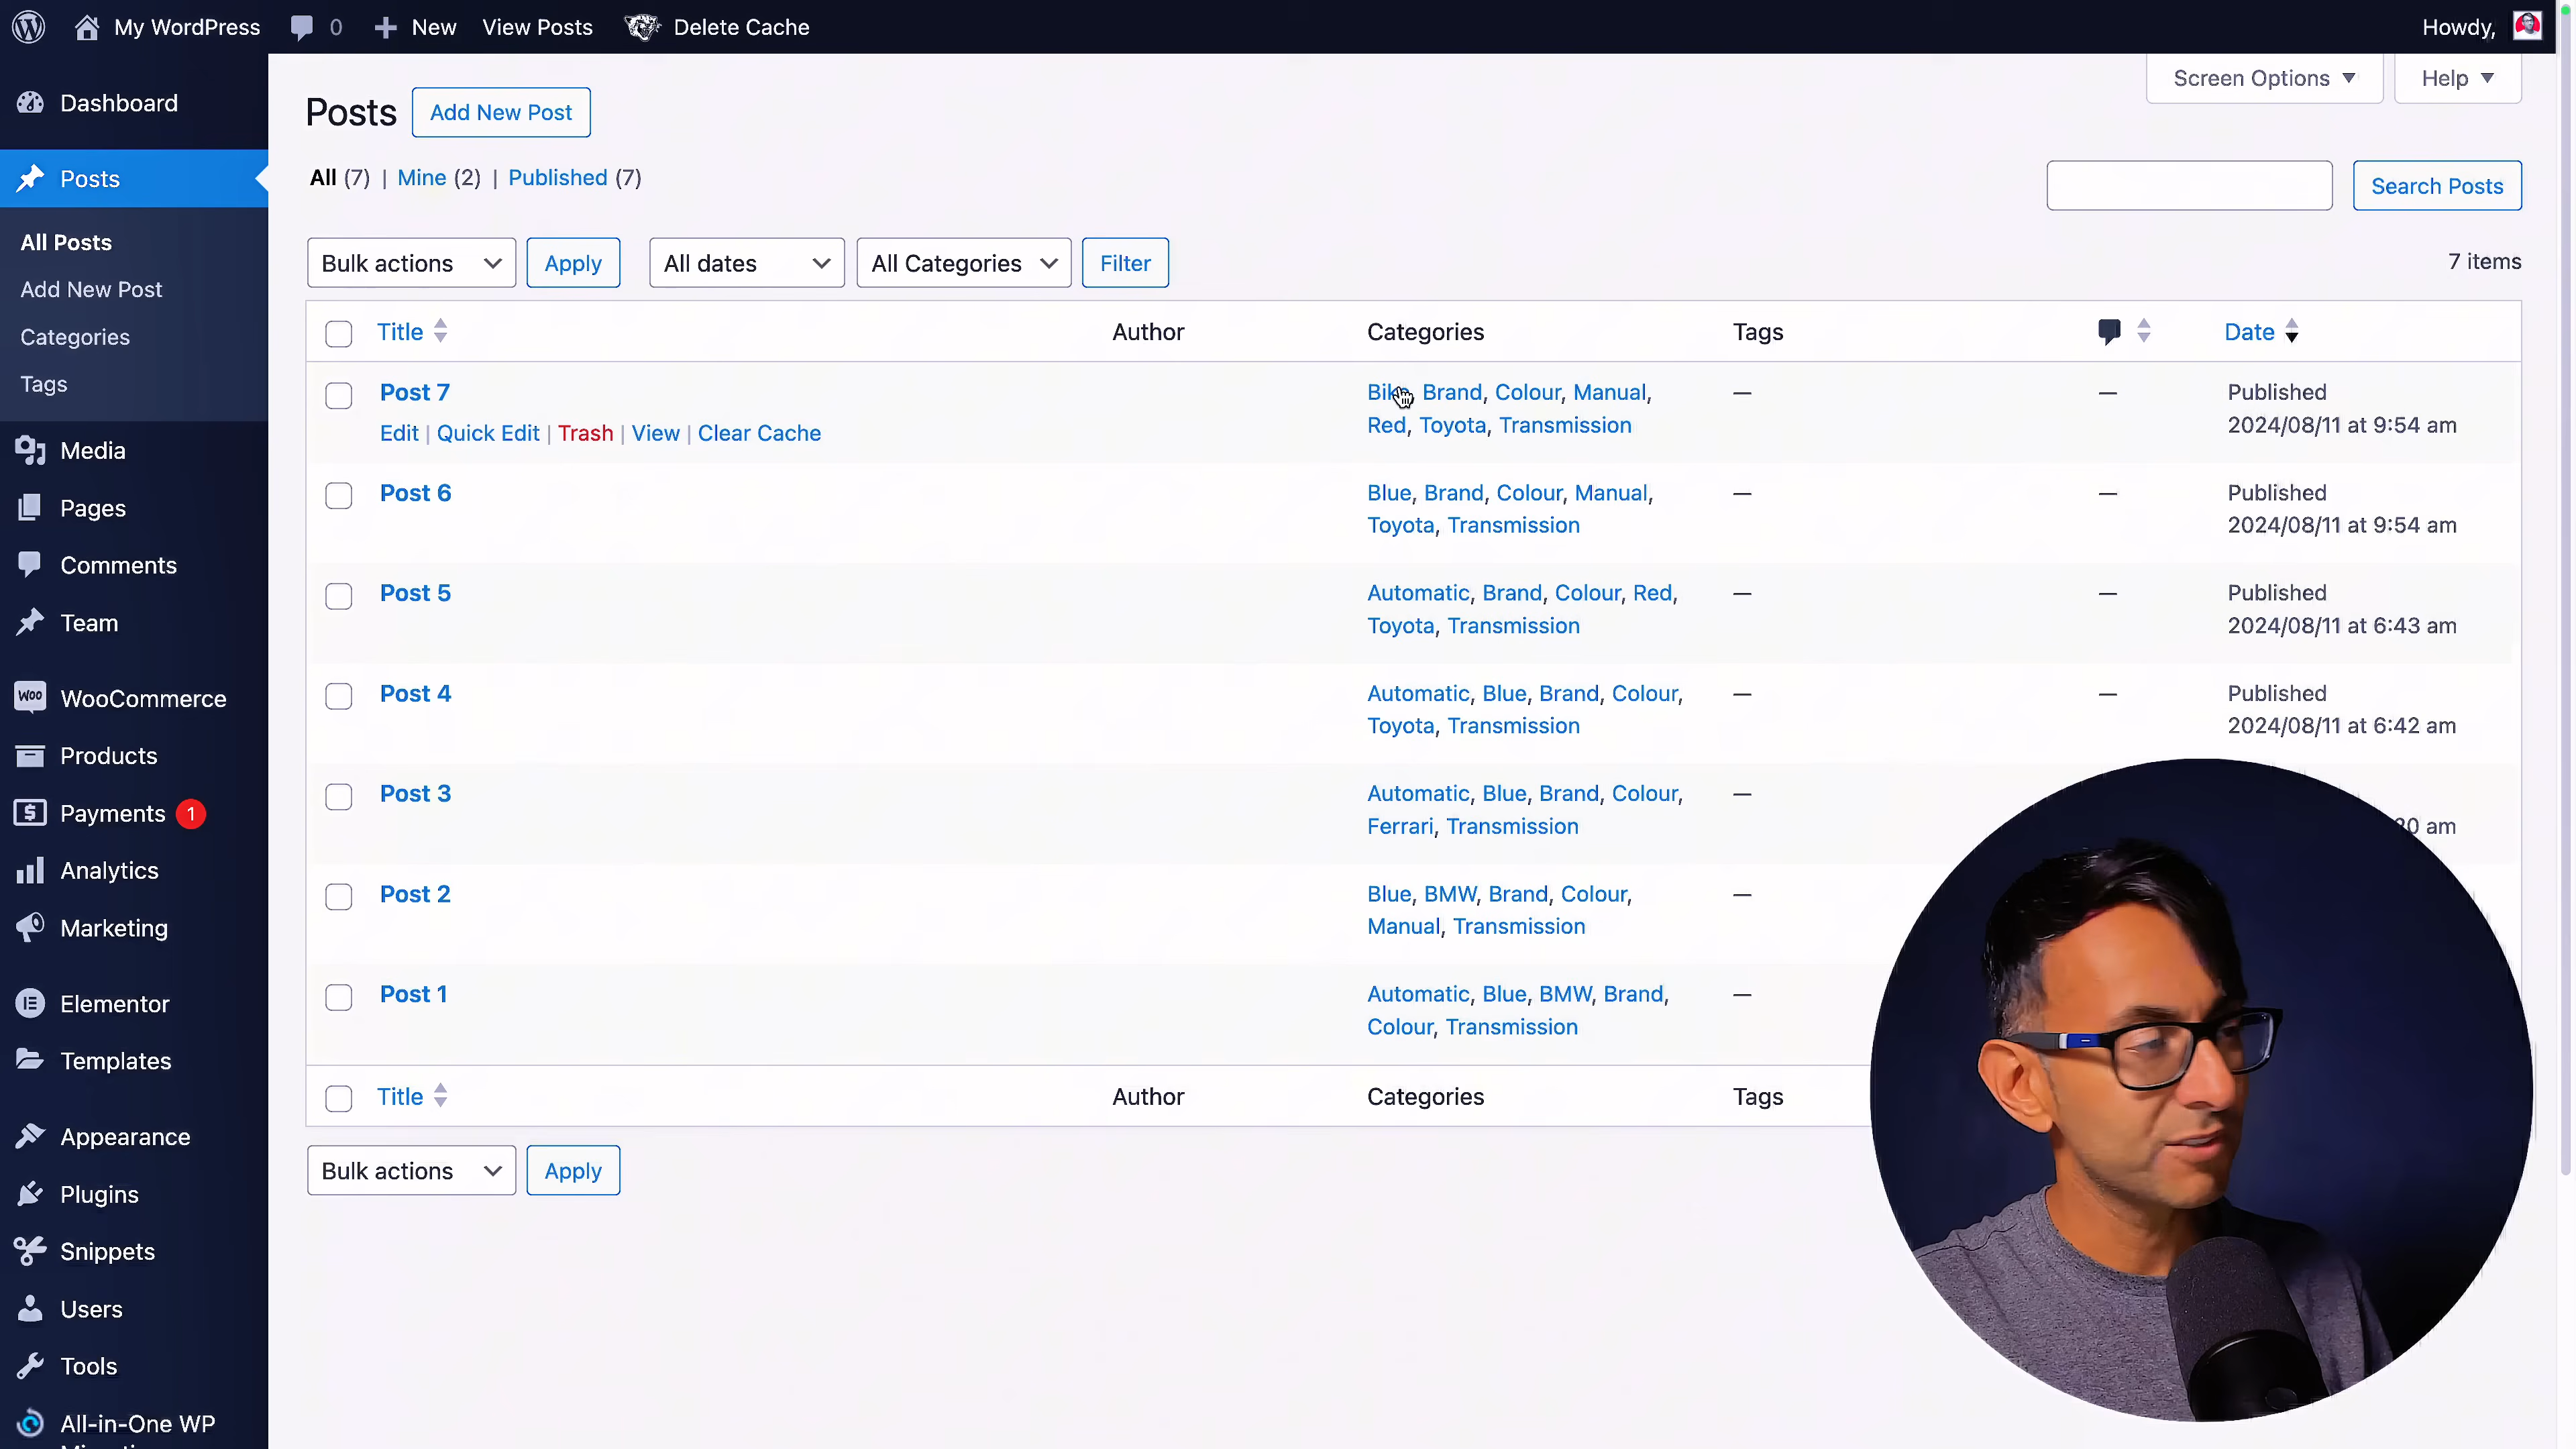 My WordPress 0 New View Posts Delete Cache Howdy,
Dashboard
Posts
All Posts
Add New Post
Categories
Tags
Media
Pages
Comments
Team
WOO WooCommerce
Products
Payments 1
Analytics
Marketing
Elementor
Templates
Appearance
Plugins
Snippets
Users
Tools
All-in-One WP
Screen Options Help
Posts Add New Post
All (7) | Mine (2) | Published (7)
Search Posts
Bulk actions Apply All dates All Categories Filter
7 items
Title Author Categories Tags Date
Post 7 Brand, Colour, Manual, — — Published
Edit | Quick Edit | Trash | View | Clear Cache Red, Toyota, Transmission 2024/08/11 at 9:54 am
Post 6 Blue, Brand, Colour, Manual, — — Published
Toyota, Transmission 2024/08/11 at 9:54 am
Post 5 Automatic, Brand, Colour, Red, — — Published
Toyota, Transmission 2024/08/11 at 6:43 am
Post 4 Automatic, Blue, Brand, Colour, — — Published
Toyota, Transmission 2024/08/11 at 6:42 am
Post 3 Automatic, Blue, Brand, Colour, —
Ferrari, Transmission am
Post 2 Blue, BMW, Brand, Colour, —
Manual, Transmission
Post 1 Automatic, Blue, BMW, Brand, —
Colour, Transmission
Title Author Categories Tags
Bulk actions Apply